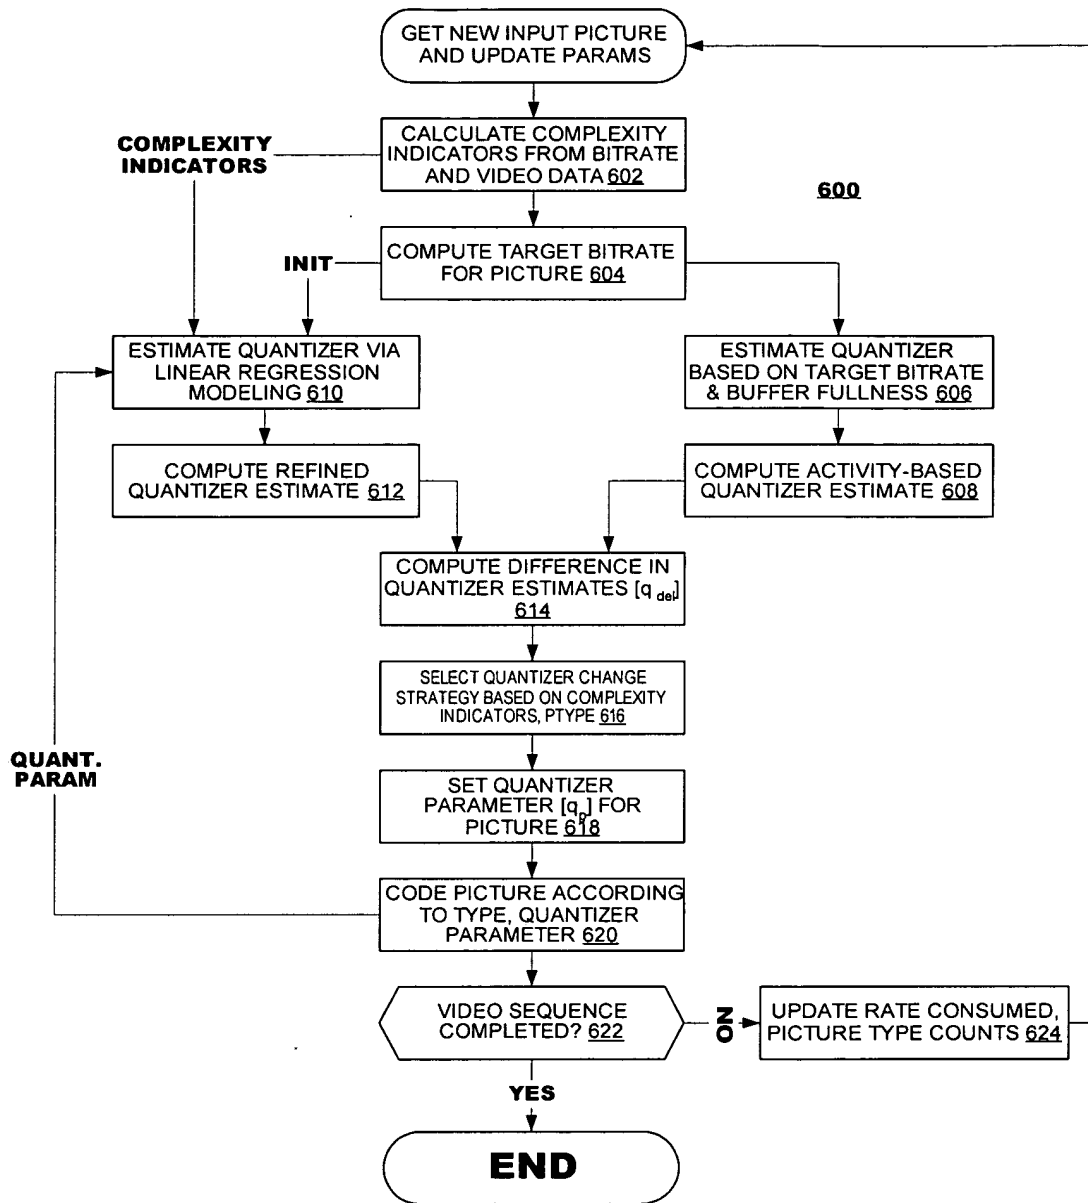 GET NEW INPUT PICTURE
AND UPDATE PARAMS
CALCULATE COMPLEXITY
INDICATORS FROM BITRATE
AND VIDEO DATA 602
COMPLEXITY
INDICATORS
600
COMPUTE TARGET BITRATE
FOR PICTURE 604
INIT
ESTIMATE QUANTIZER VIA
LINEAR REGRESSION
MODELING 610
ESTIMATE QUANTIZER
BASED ON TARGET BITRATE
& BUFFER FULLNESS 606
COMPUTE REFINED
QUANTIZER ESTIMATE 612
COMPUTE ACTIVITY-BASED
QUANTIZER ESTIMATE 608
COMPUTE DIFFERENCE IN
QUANTIZER ESTIMATES [q del]
614
SELECT QUANTIZER CHANGE
STRATEGY BASED ON COMPLEXITY
INDICATORS, PTYPE 616
QUANT.
PARAM
SET QUANTIZER
PARAMETER [qp] FOR
PICTURE 618
CODE PICTURE ACCORDING
TO TYPE, QUANTIZER
PARAMETER 620
VIDEO SEQUENCE
COMPLETED? 622
NO
UPDATE RATE CONSUMED,
PICTURE TYPE COUNTS 624
YES
END